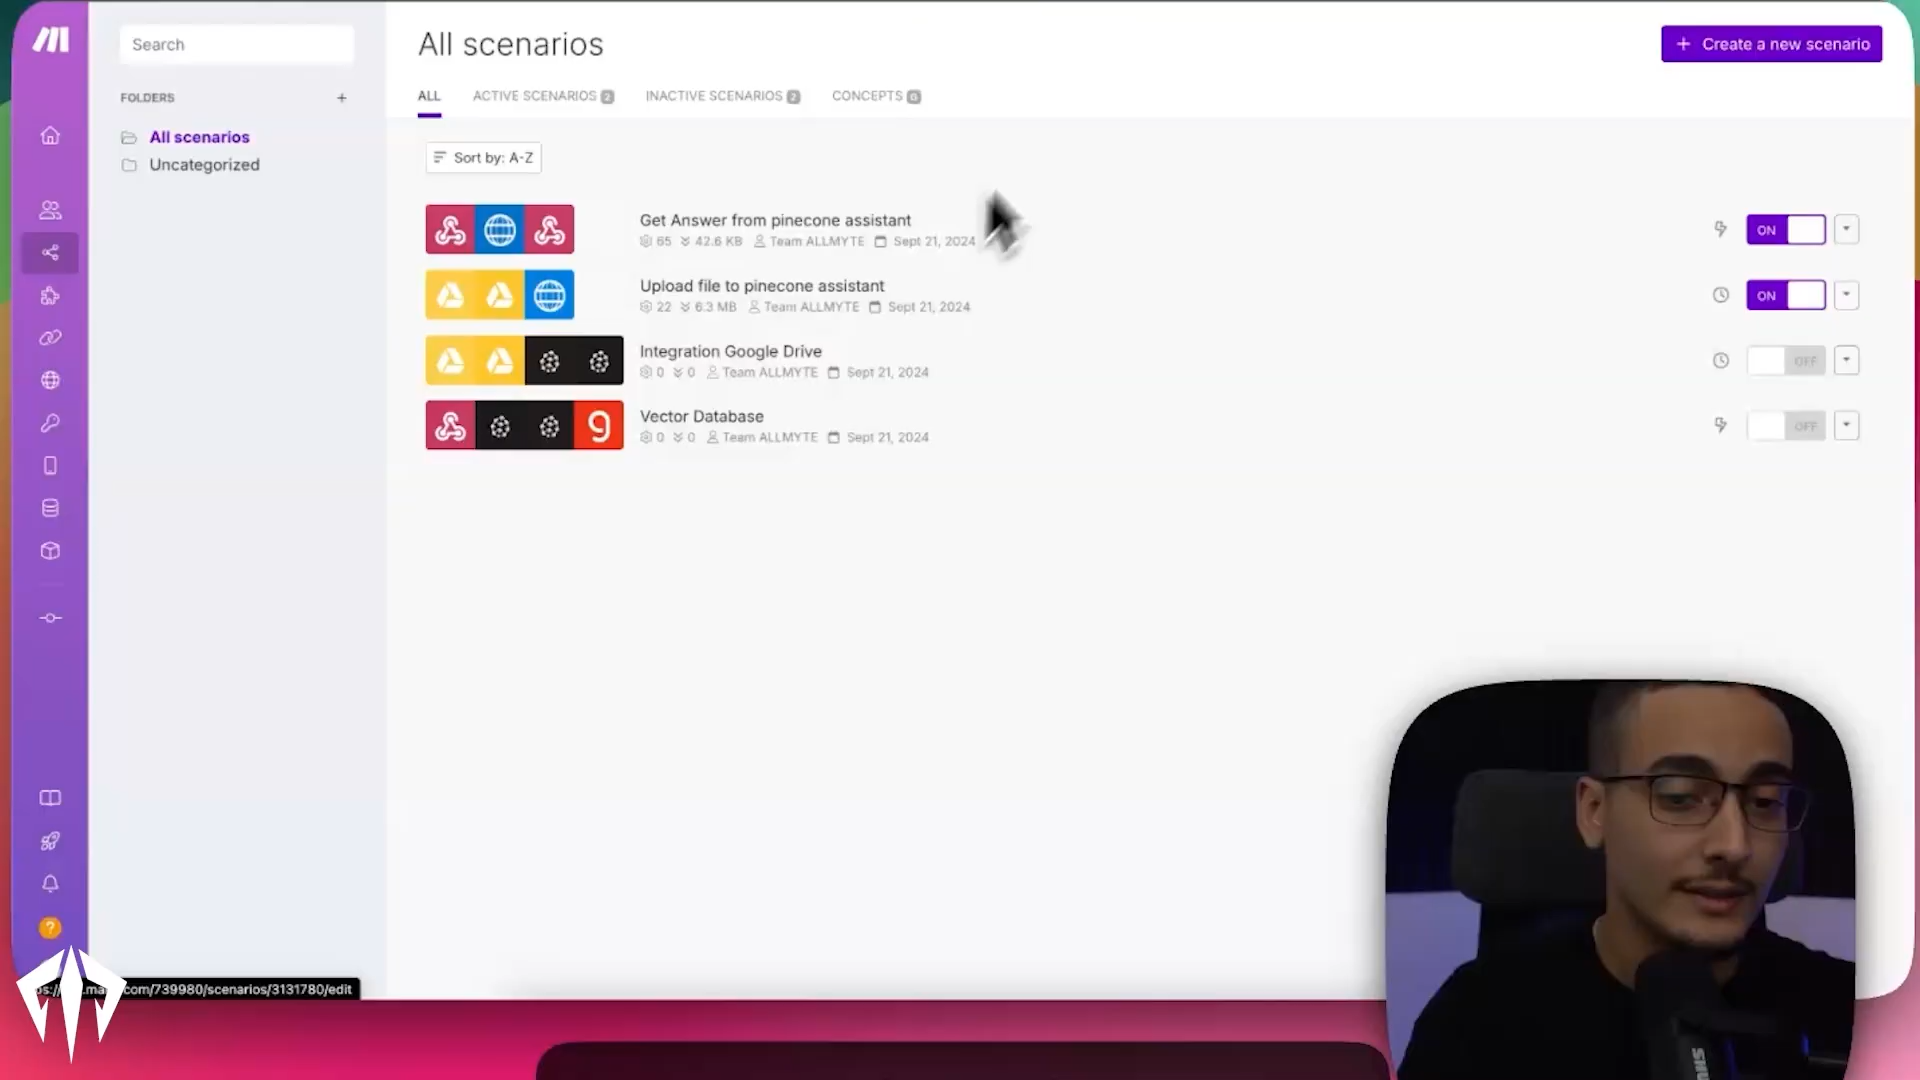 Search
All scenarios
+ Create a new scenario
FOLDERS +
ALL ACTIVE SCENARIOS 2 INACTIVE SCENARIOS 2 CONCEPTS 0
All scenarios
Uncategorized
Sort by: A-Z
Get Answer from pinecone assistant
65 42.6 KB Team ALLMYTE Sept 21, 2024
ON
Upload file to pinecone assistant
22 6.3 MB Team ALLMYTE Sept 21, 2024
ON
Integration Google Drive
0 0 Team ALLMYTE Sept 21, 2024
OFF
Vector Database
0 0 Team ALLMYTE Sept 21, 2024
OFF
?
com/739980/scenarios/3131780/edit